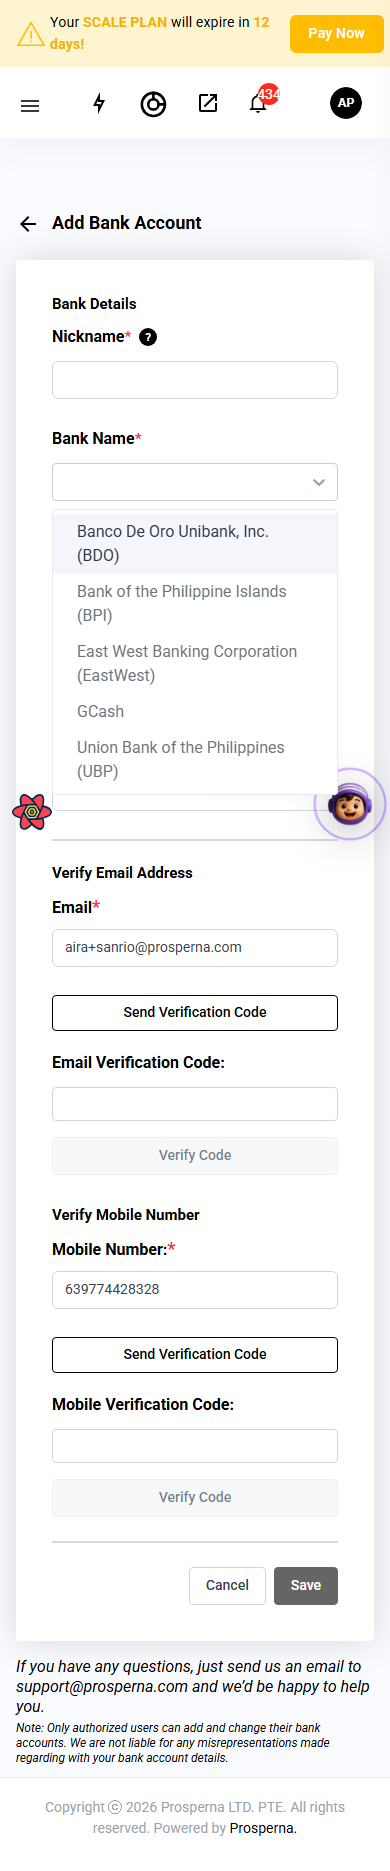 Your SCALE PLAN will expire in 12
days!
Pay Now
434
AP
Add Bank Account
Bank Details
Nickname* ?
Bank Name*
Banco De Oro Unibank, Inc.
(BDO)
Bank of the Philippine Islands
(BPI)
East West Banking Corporation
(EastWest)
GCash
Union Bank of the Philippines
(UBP)
Verify Email Address
Email*
aira+sanrio@prosperna.com
Send Verification Code
Email Verification Code:
Verify Code
Verify Mobile Number
Mobile Number:*
639774428328
Send Verification Code
Mobile Verification Code:
Verify Code
Cancel
Save
If you have any questions, just send us an email to
support@prosperna.com and we'd be happy to help
you.
Note: Only authorized users can add and change their bank
accounts. We are not liable for any misrepresentations made
regarding with your bank account details.
Copyright © 2026 Prosperna LTD. PTE. All rights
reserved. Powered by Prosperna.